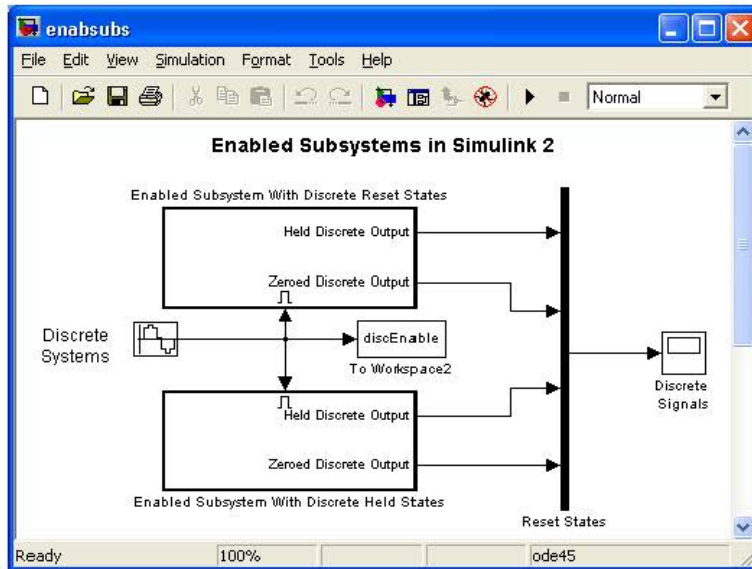 enabsubs
File Edit View Simulation Format Tools Help
Normal
Enabled Subsystems in Simulink 2
Enabled Subsystem With Discrete Reset States
Held Discrete Output
Zeroed Discrete Output
Discrete
Systems
discEnable
To Workspace2
Discrete
Signals
Held Discrete Output
Zeroed Discrete Output
Enabled Subsystem With Discrete Held States
Reset States
Ready 100% ode45